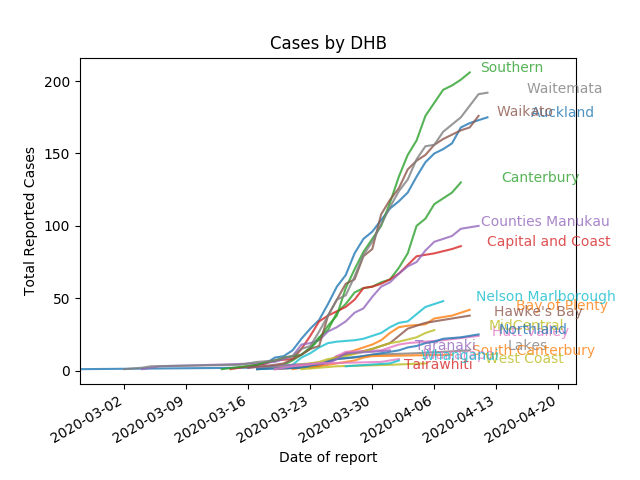 Cases by DHB
Total Reported Cases
200
150
100
50
0
Southern
Waitemata
Waikato
Auckland
Canterbury
Counties Manukau
Capital and Coast
Nelson Marlborough
Bay of Plenty
Hawke's Bay
MidCentral
Northland
Hutt Valley
Taranaki
Lakes
South Canterbury
Whanganui
West Coast
Tairawhiti
2020-03-02
2020-03-09
2020-03-16
2020-03-23
2020-03-30
2020-04-06
2020-04-13
2020-04-20
Date of report